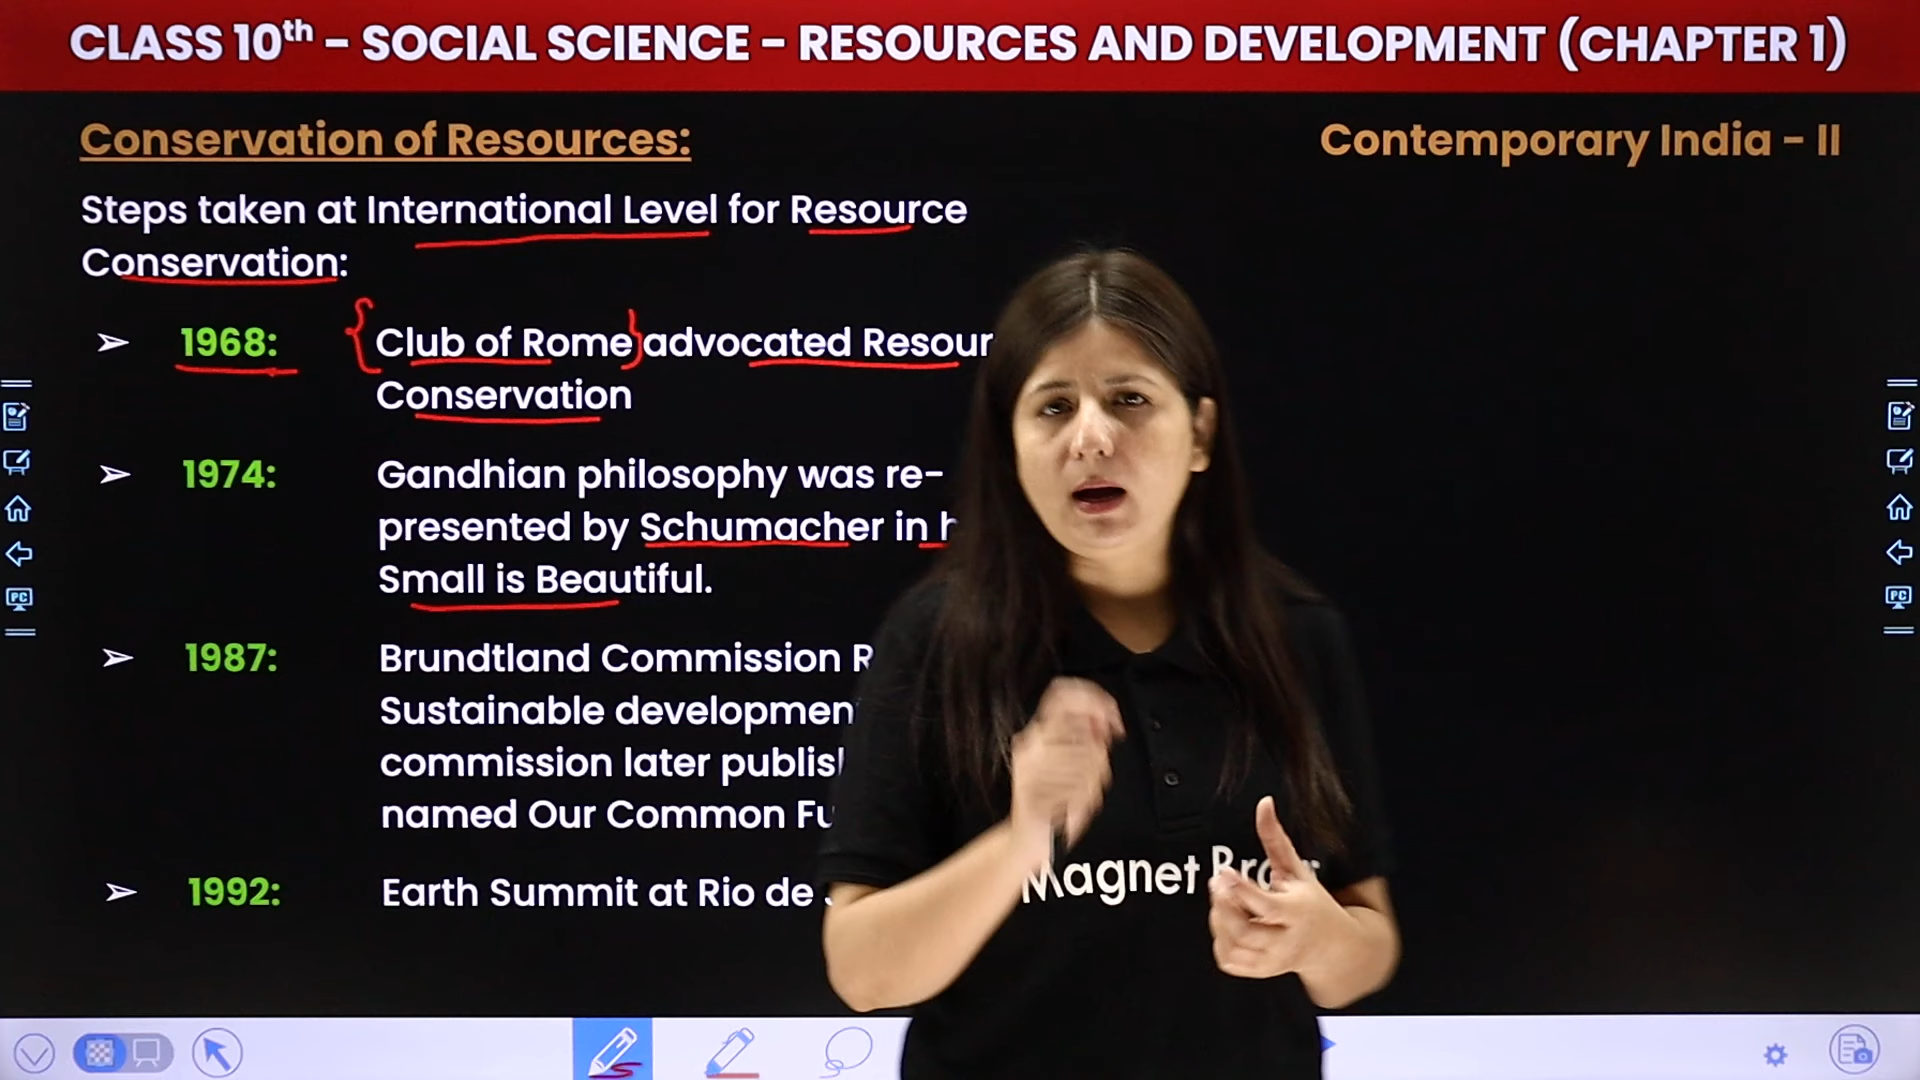 CLASS 10th - SOCIAL SCIENCE - RESOURCES AND DEVELOPMENT (CHAPTER 1)
Conservation of Resources:
Contemporary India - II
Steps taken at International Level for Resource
Conservation:
➢ 1968: {Club of Rome} advocated Resour
Conservation
➢ 1974: Gandhian philosophy was re-
presented by Schumacher in h
Small is Beautiful.
➢ 1987: Brundtland Commission R
Sustainable developmen
commission later publis
named Our Common Fu
➢ 1992: Earth Summit at Rio de
Magnet Bra
PC
PC